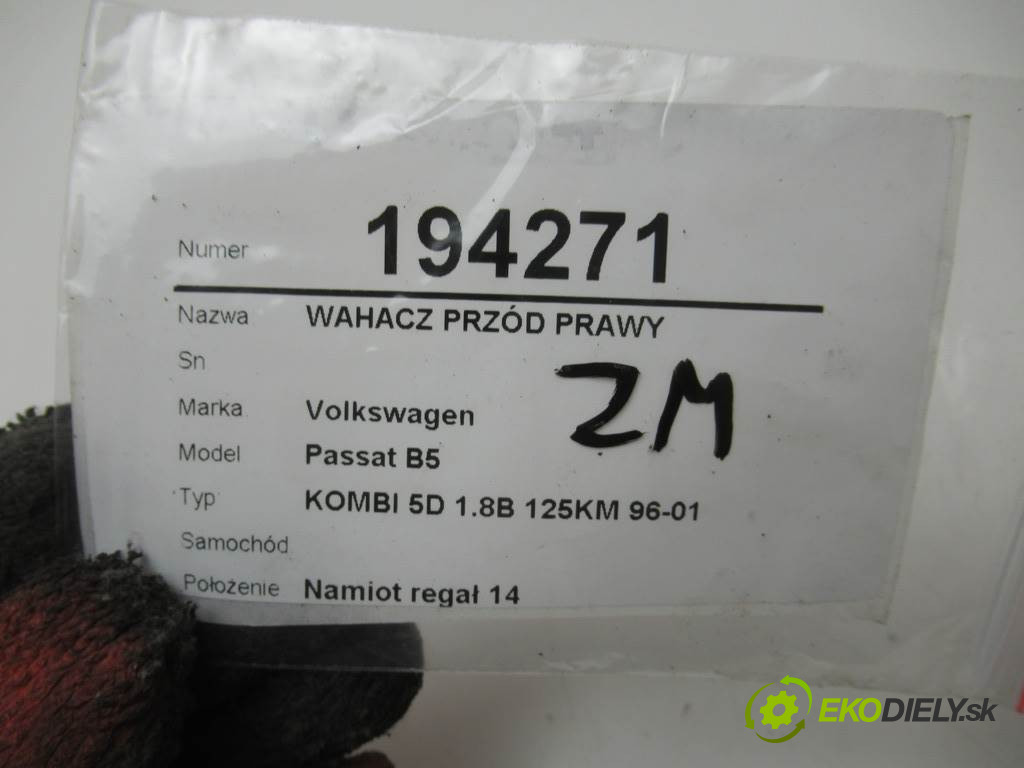 Numer 194271
Nazwa WAHACZ PRZÓD PRAWY
Sn
ZM
Marka Volkswagen
Model Passat B5
Typ KOMBI 5D 1.8B 125KM 96-01
Samochód
Położenie Namiot regał 14
EKODIELY.sk